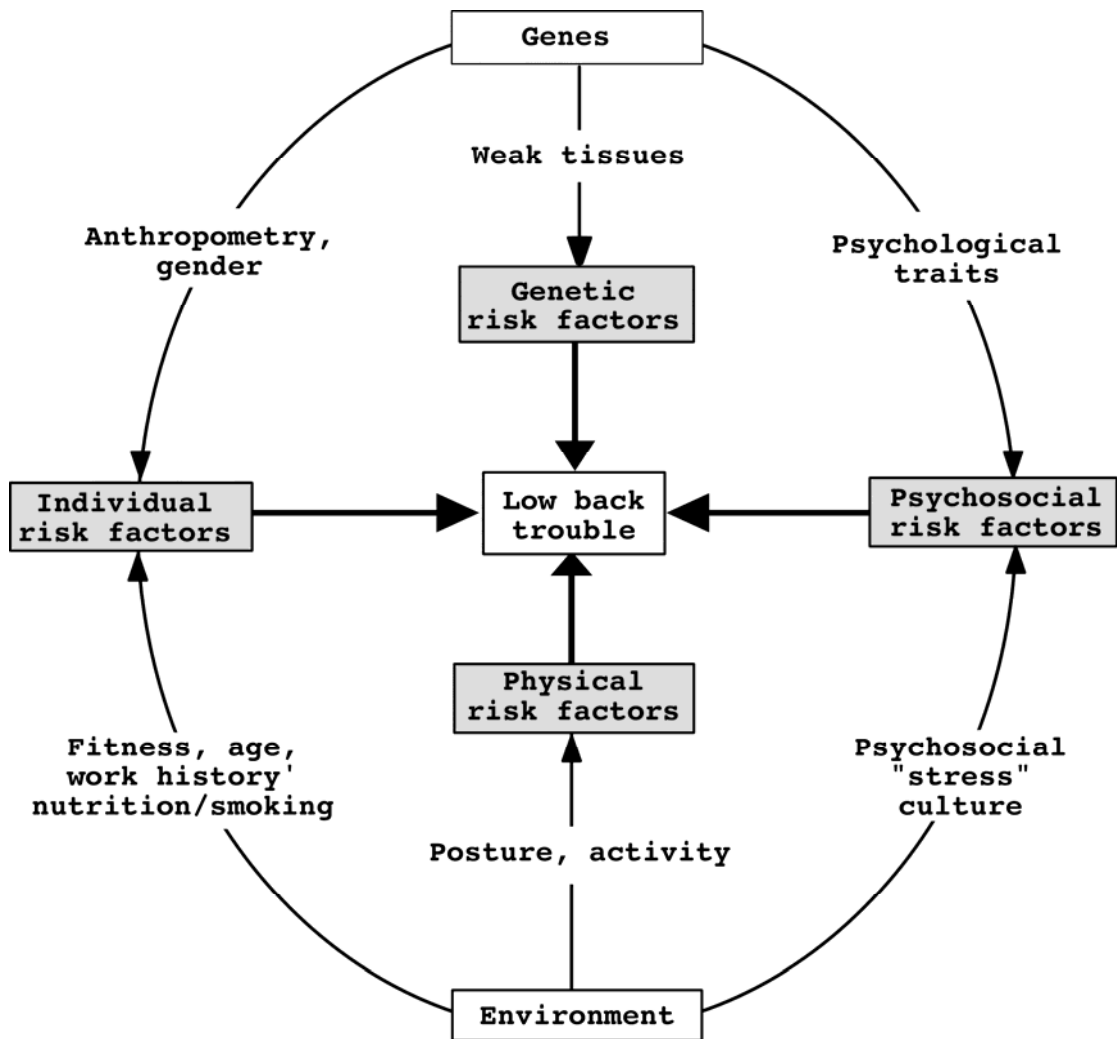 Genes
Weak tissues
Anthropometry,
gender
Psychological
traits
Genetic
risk factors
Individual
risk factors
Low back
trouble
Psychosocial
risk factors
Physical
risk factors
Fitness, age,
work history'
nutrition/smoking
Psychosocial
"stress"
culture
Posture, activity
Environment